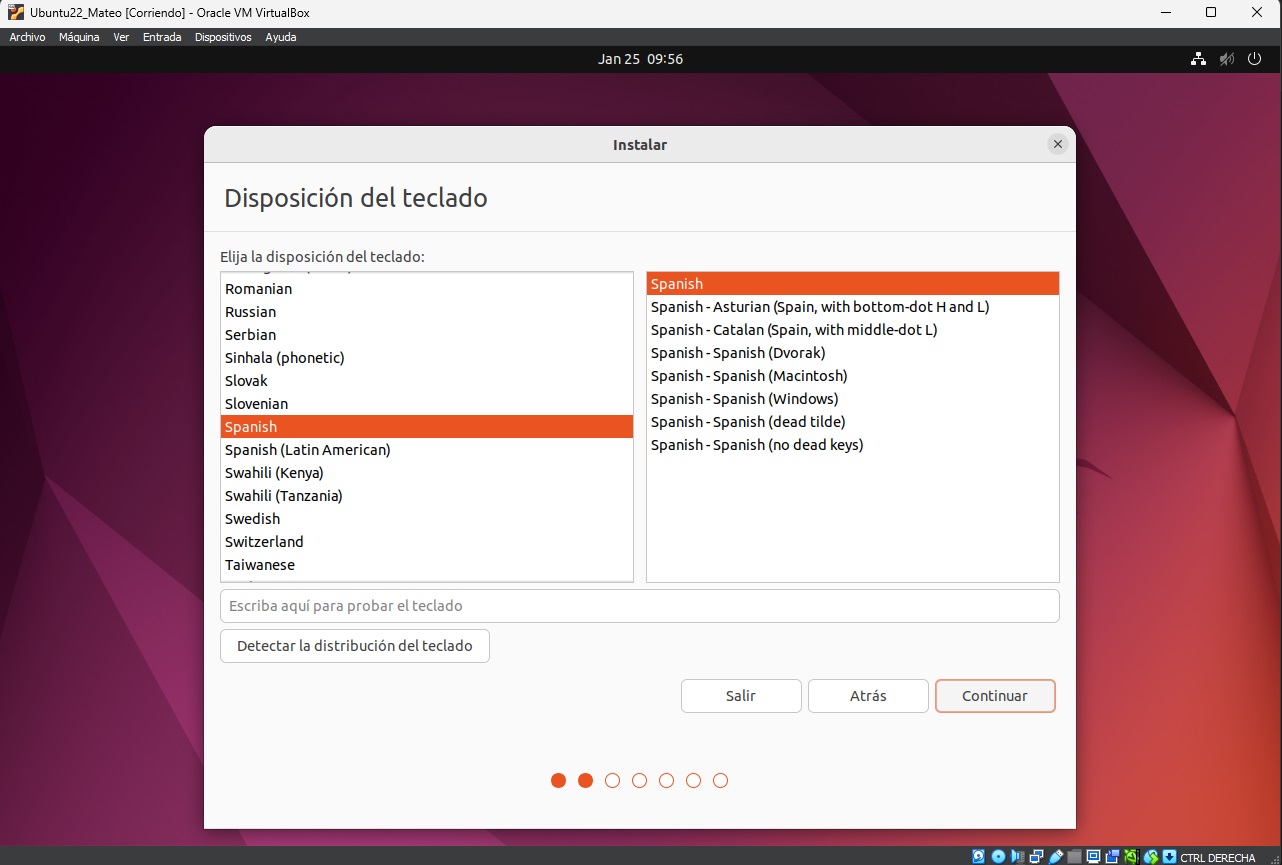 Ubuntu22_Mateo [Corriendo] - Oracle VM VirtualBox
Archivo Máquina Ver Entrada Dispositivos Ayuda
Jan 25 09:56
Instalar
Disposición del teclado
Elija la disposición del teclado:
Romanian
Russian
Serbian
Sinhala (phonetic)
Slovak
Slovenian
Spanish
Spanish (Latin American)
Swahili (Kenya)
Swahili (Tanzania)
Swedish
Switzerland
Taiwanese
Spanish
Spanish - Asturian (Spain, with bottom-dot H and L)
Spanish - Catalan (Spain, with middle-dot L)
Spanish - Spanish (Dvorak)
Spanish - Spanish (Macintosh)
Spanish - Spanish (Windows)
Spanish - Spanish (dead tilde)
Spanish - Spanish (no dead keys)
Escriba aquí para probar el teclado
Detectar la distribución del teclado
Salir Atrás Continuar
CTRL DERECHA